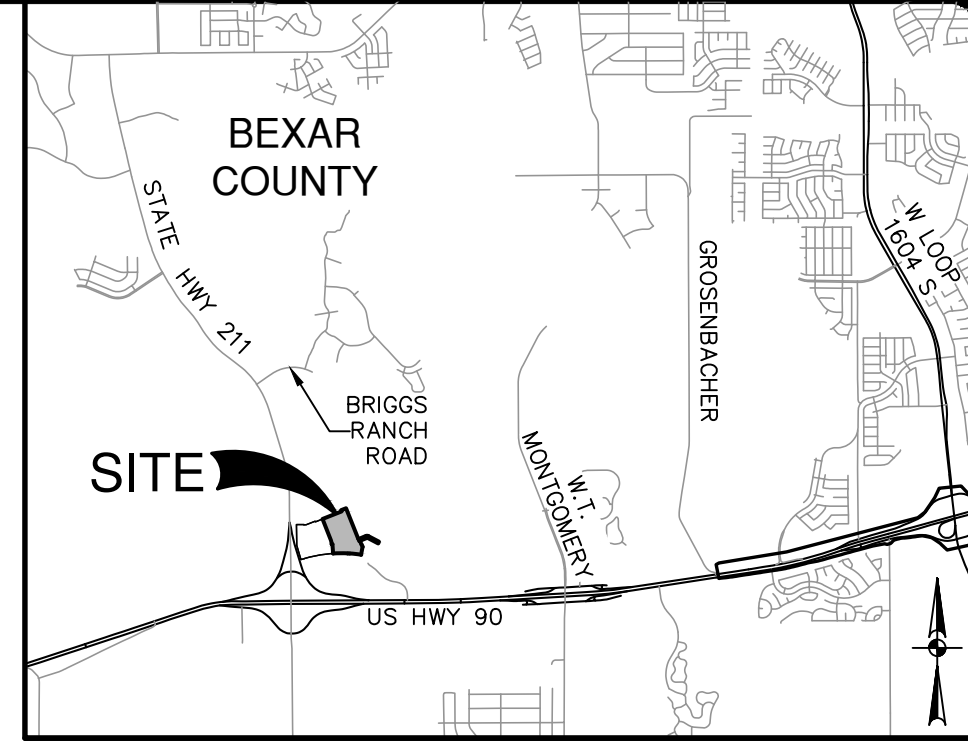 BEXAR
COUNTY
STATE HWY 211
W LOOP
1604 S
GROSENBACHER
BRIGGS
RANCH
ROAD
SITE
W.T.
MONTGOMERY
US HWY 90